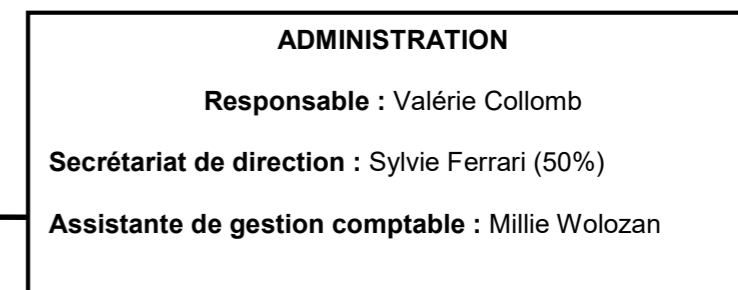 ADMINISTRATION
Responsable : Valérie Collomb
Secrétariat de direction : Sylvie Ferrari (50%)
Assistante de gestion comptable : Millie Wolozan